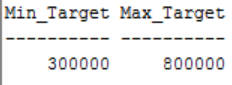 Min_Target Max_Target
---------- ----------
300000 800000